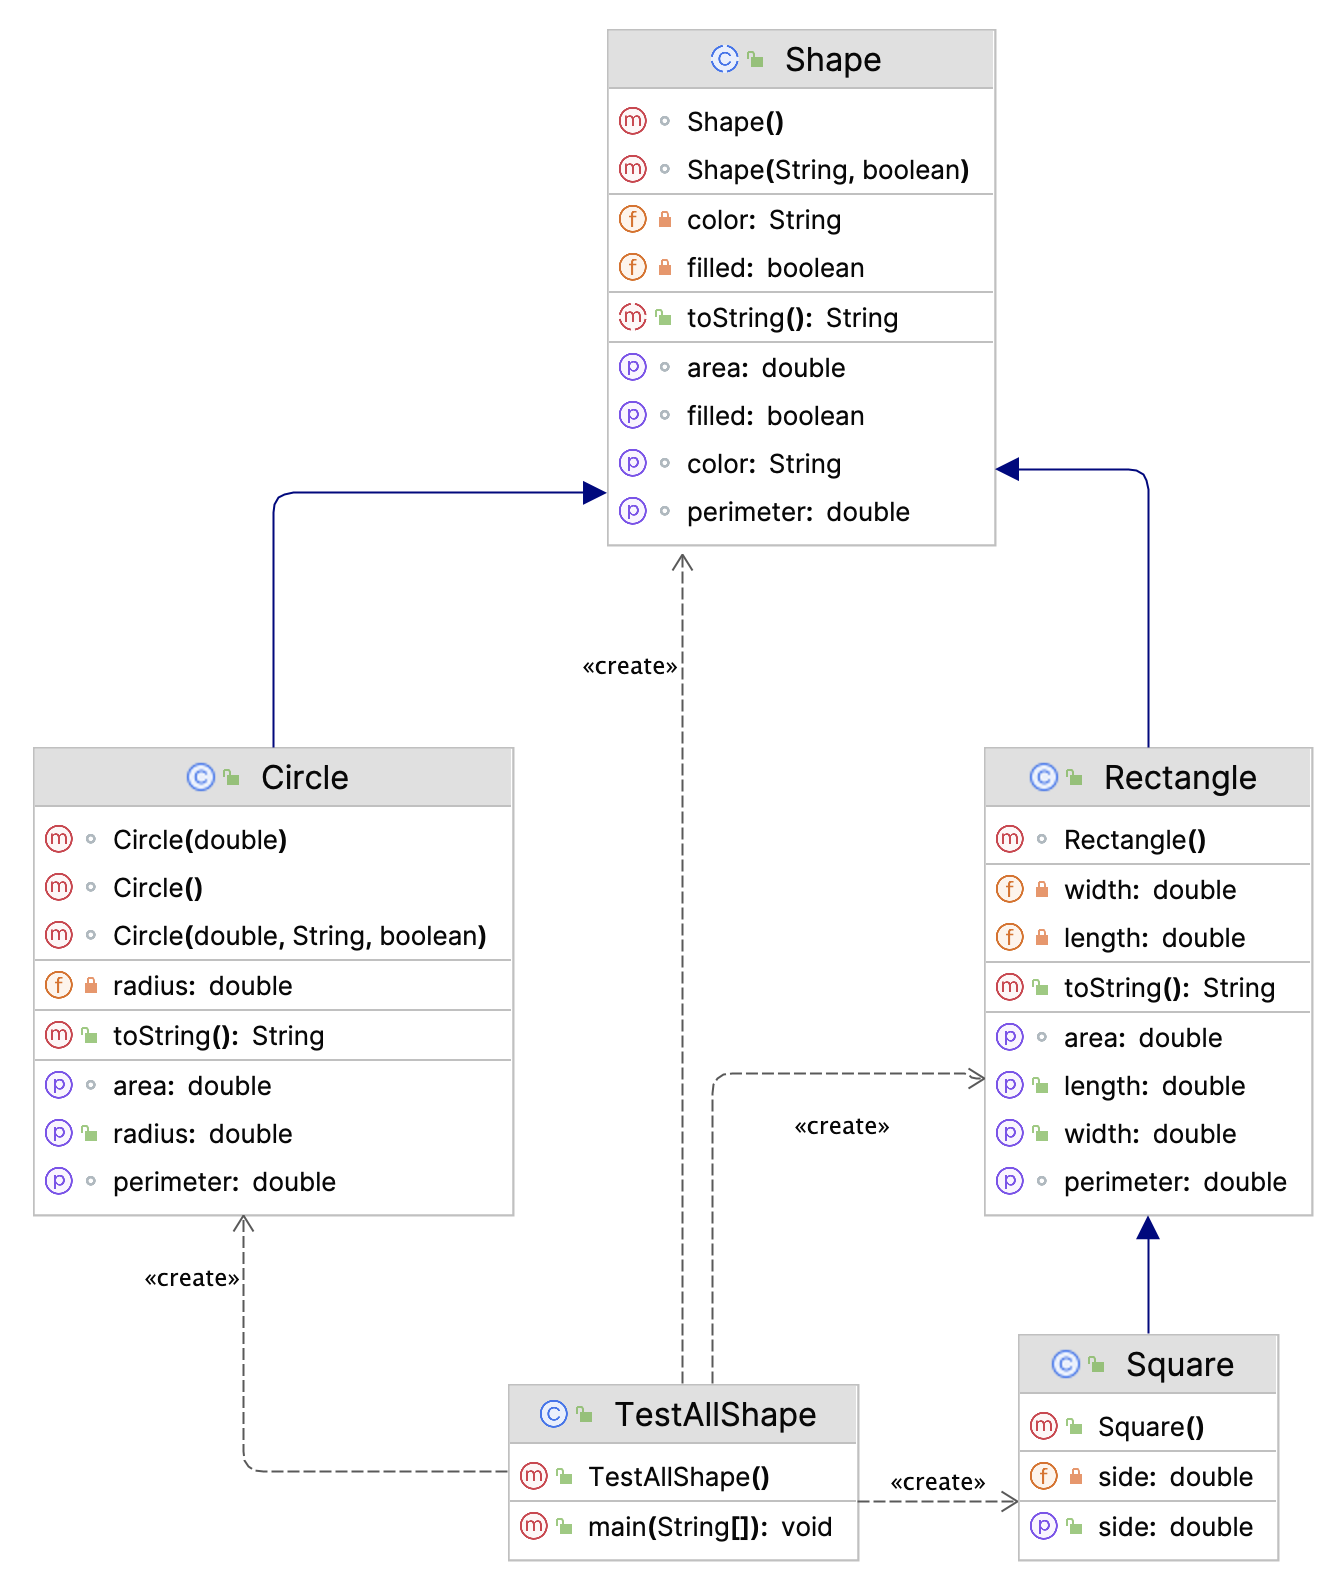 Shape
Shape()
Shape(String, boolean)
color: String
filled: boolean
toString(): String
area: double
filled: boolean
color: String
perimeter: double
«create»
Circle
Circle(double)
Circle()
Circle(double, String, boolean)
radius: double
toString(): String
area: double
radius: double
perimeter: double
Rectangle
Rectangle()
width: double
length: double
toString(): String
area: double
length: double
width: double
perimeter: double
«create»
«create»
TestAllShape
TestAllShape()
main(String[]): void
«create»
Square
Square()
side: double
side: double